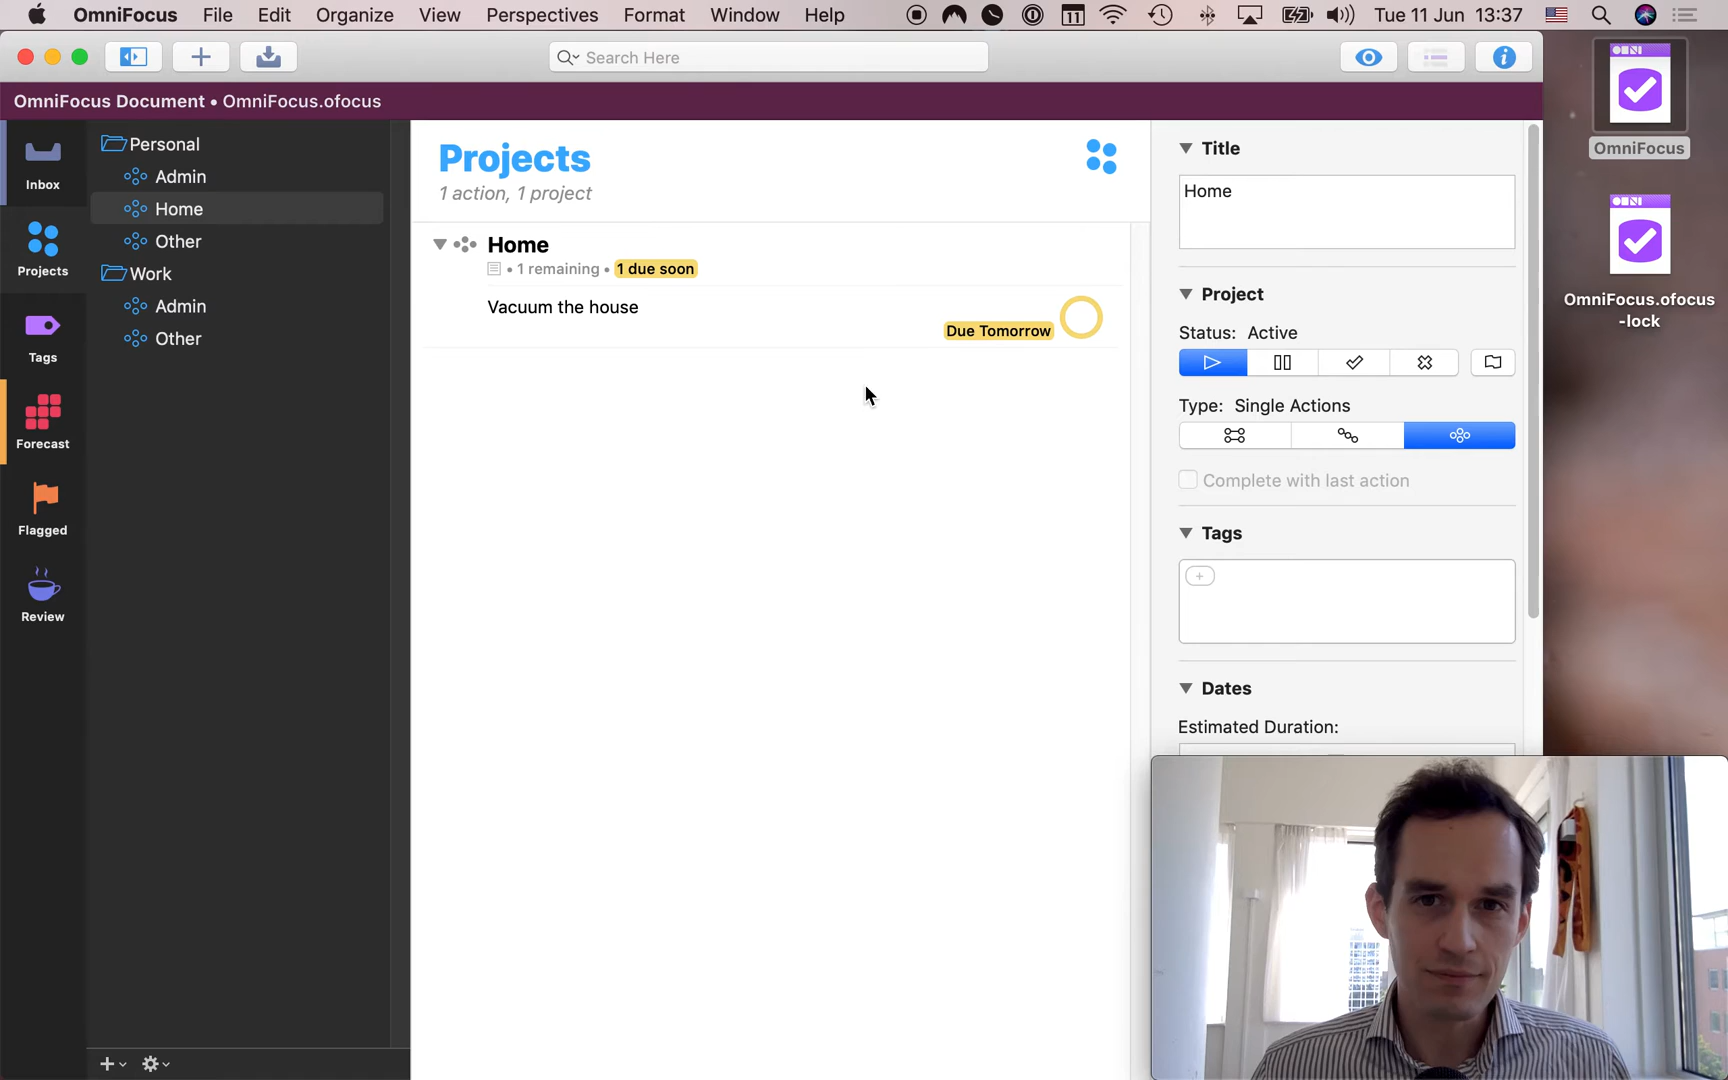 OmniFocus File Edit Organize View Perspectives Format Window Help 11 Tue 11 Jun 13:37
Search Here
OmniFocus Document • OmniFocus.ofocus
Inbox
Projects
Tags
Forecast
Flagged
Review
Personal
Admin
Home
Other
Work
Admin
Other
Projects
1 action, 1 project
Home
• 1 remaining • 1 due soon
Vacuum the house
Due Tomorrow
Title
Home
Project
Status: Active
Type: Single Actions
Complete with last action
Tags
Dates
Estimated Duration:
OMNI
OmniFocus
OMNI
OmniFocus.ofocus
-lock